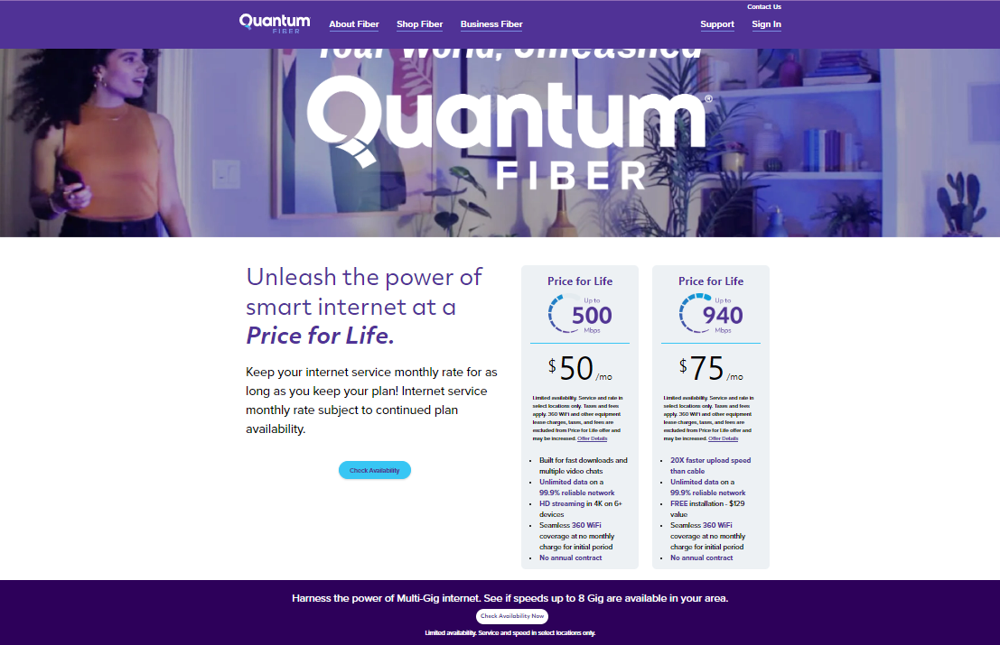 Contact Us
Quantum
FIBER
About Fiber
Shop Fiber
Business Fiber
Support
Sign In
Your World, Unleashed
Quantum®
FIBER
Unleash the power of
smart internet at a
Price for Life.
Keep your internet service monthly rate for as
long as you keep your plan! Internet service
monthly rate subject to continued plan
availability.
Check Availability
Price for Life
Up to
500
Mbps
$50/mo
Limited availability. Service and rate in
select locations only. Taxes and fees
apply. 360 WiFi and other equipment
lease charges, taxes, and fees are
excluded from Price for Life offer and
may be increased. Offer Details
• Built for fast downloads and
multiple video chats
• Unlimited data on a
99.9% reliable network
• HD streaming in 4K on 6+
devices
• Seamless 360 WiFi
coverage at no monthly
charge for initial period
• No annual contract
Price for Life
Up to
940
Mbps
$75/mo
Limited availability. Service and rate in
select locations only. Taxes and fees
apply. 360 WiFi and other equipment
lease charges, taxes, and fees are
excluded from Price for Life offer and
may be increased. Offer Details
• 20X faster upload speed
than cable
• Unlimited data on a
99.9% reliable network
• FREE installation - $129
value
• Seamless 360 WiFi
coverage at no monthly
charge for initial period
• No annual contract
Harness the power of Multi-Gig internet. See if speeds up to 8 Gig are available in your area.
Check Availability Now
Limited availability. Service and speed in select locations only.